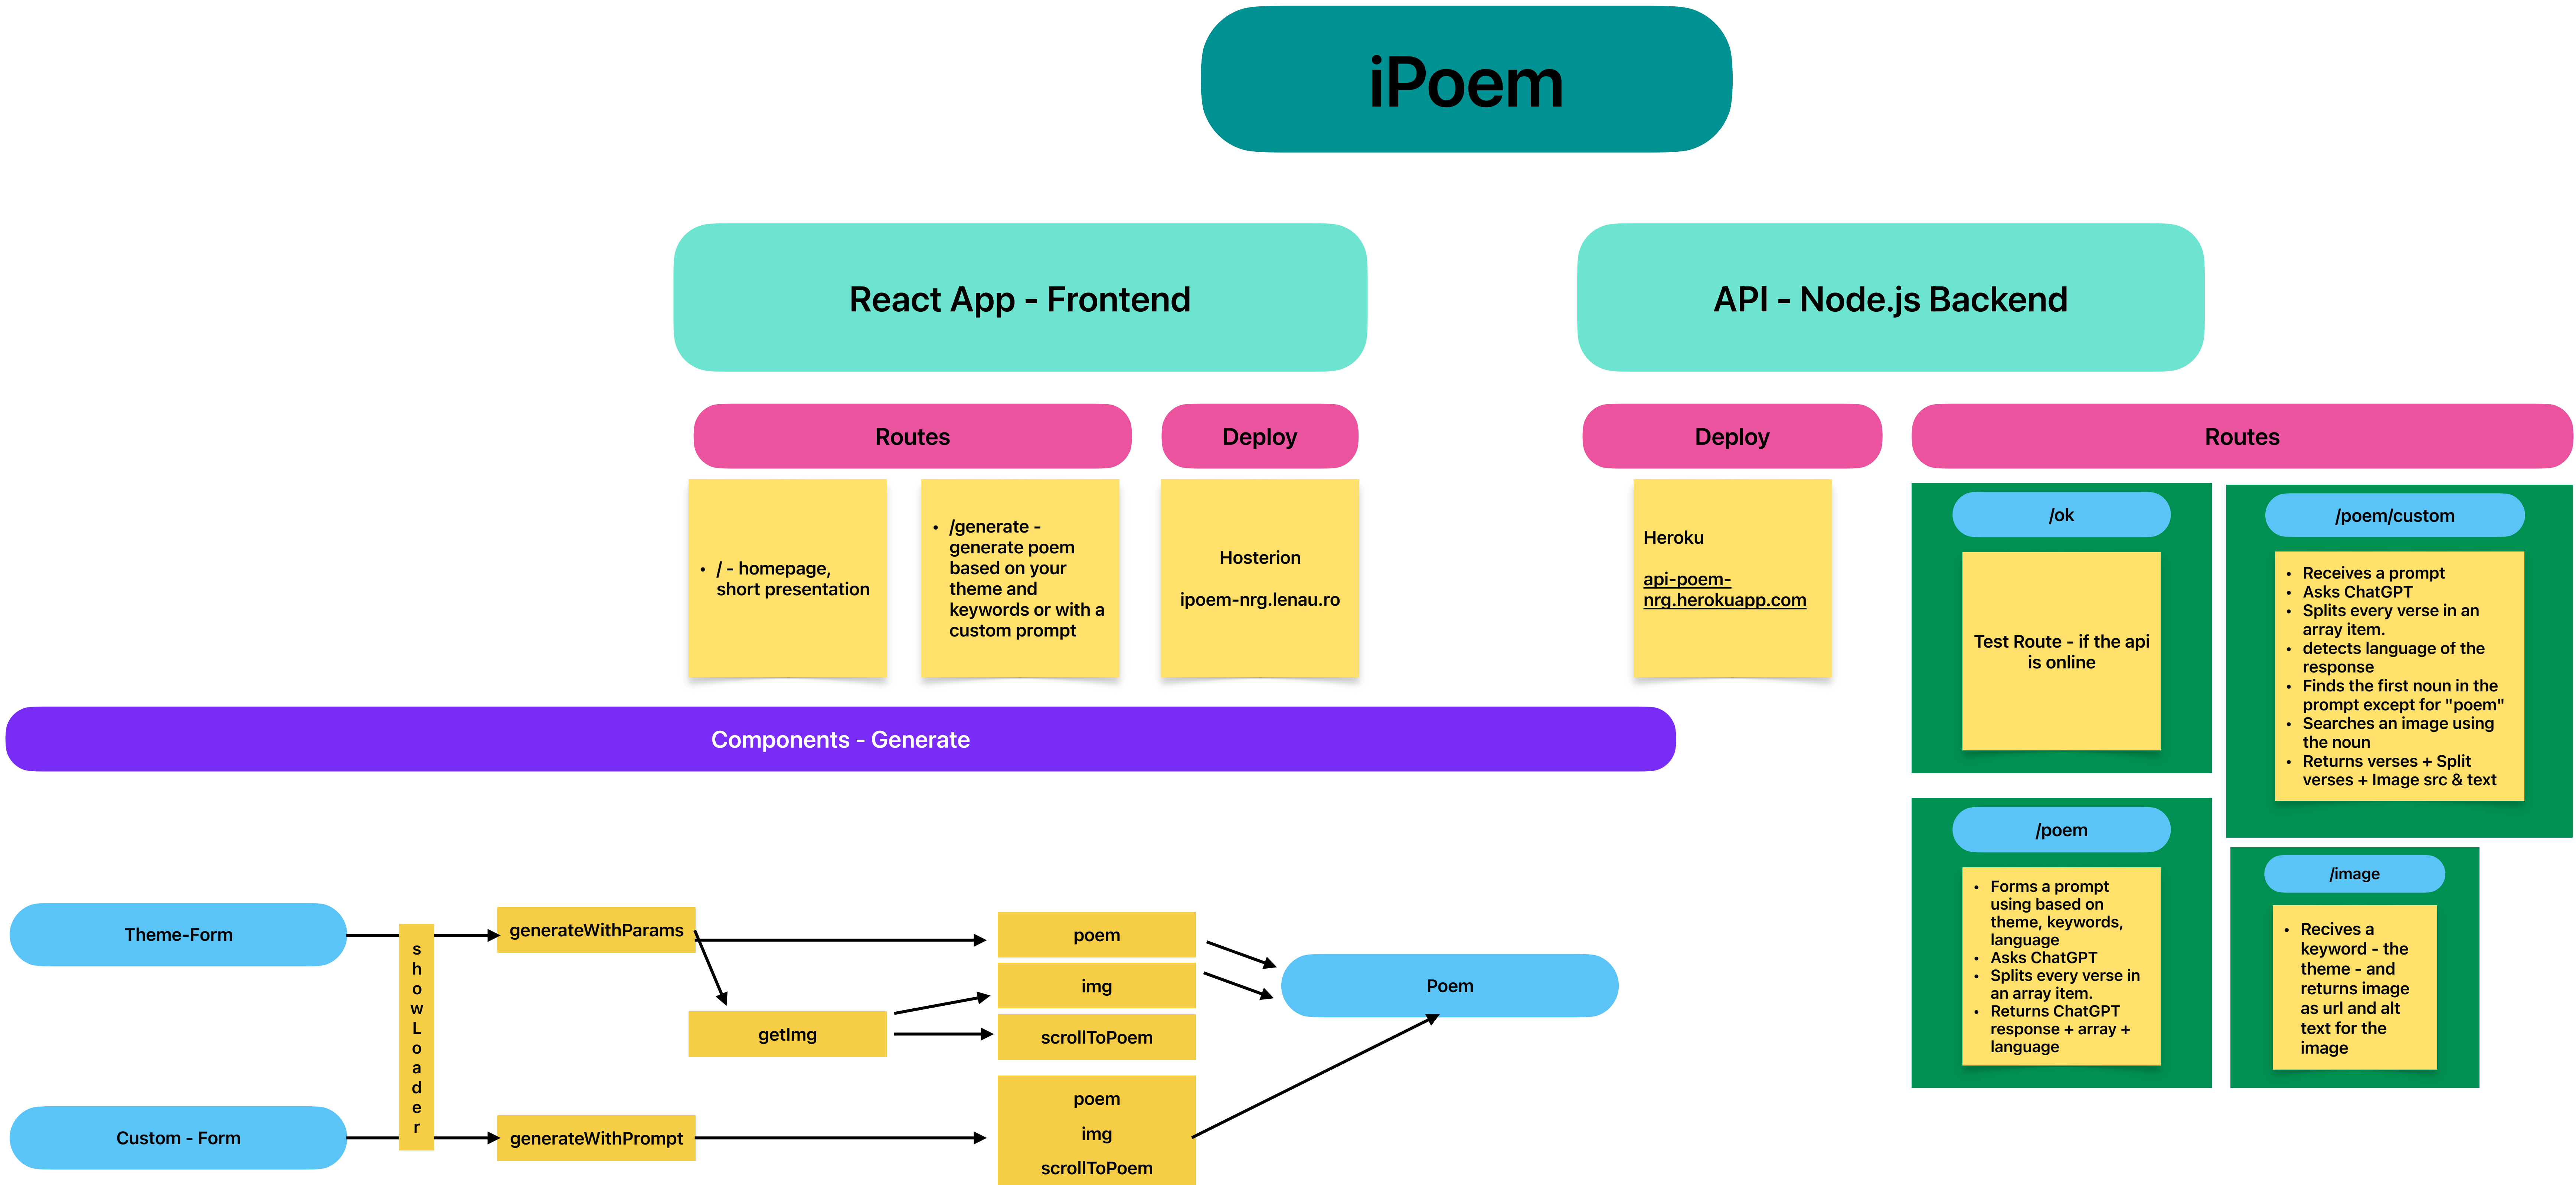 iPoem
React App - Frontend
API - Node.js Backend
Routes
Deploy
Deploy
Routes
• / - homepage,
short presentation
• /generate -
generate poem
based on your
theme and
keywords or with a
custom prompt
Hosterion
ipoem-nrg.lenau.ro
Heroku
api-poem-
nrg.herokuapp.com
/ok
Test Route - if the api
is online
/poem/custom
• Receives a prompt
• Asks ChatGPT
• Splits every verse in an
array item.
• detects language of the
response
• Finds the first noun in the
prompt except for "poem"
• Searches an image using
the noun
• Returns verses + Split
verses + Image src & text
/poem
• Forms a prompt
using based on
theme, keywords,
language
• Asks ChatGPT
• Splits every verse in
an array item.
• Returns ChatGPT
response + array +
language
/image
• Recives a
keyword - the
theme - and
returns image
as url and alt
text for the
image
Components - Generate
Theme-Form
Custom - Form
s
h
o
w
L
o
a
d
e
r
generateWithParams
getImg
generateWithPrompt
poem
img
scrollToPoem
poem
img
scrollToPoem
Poem